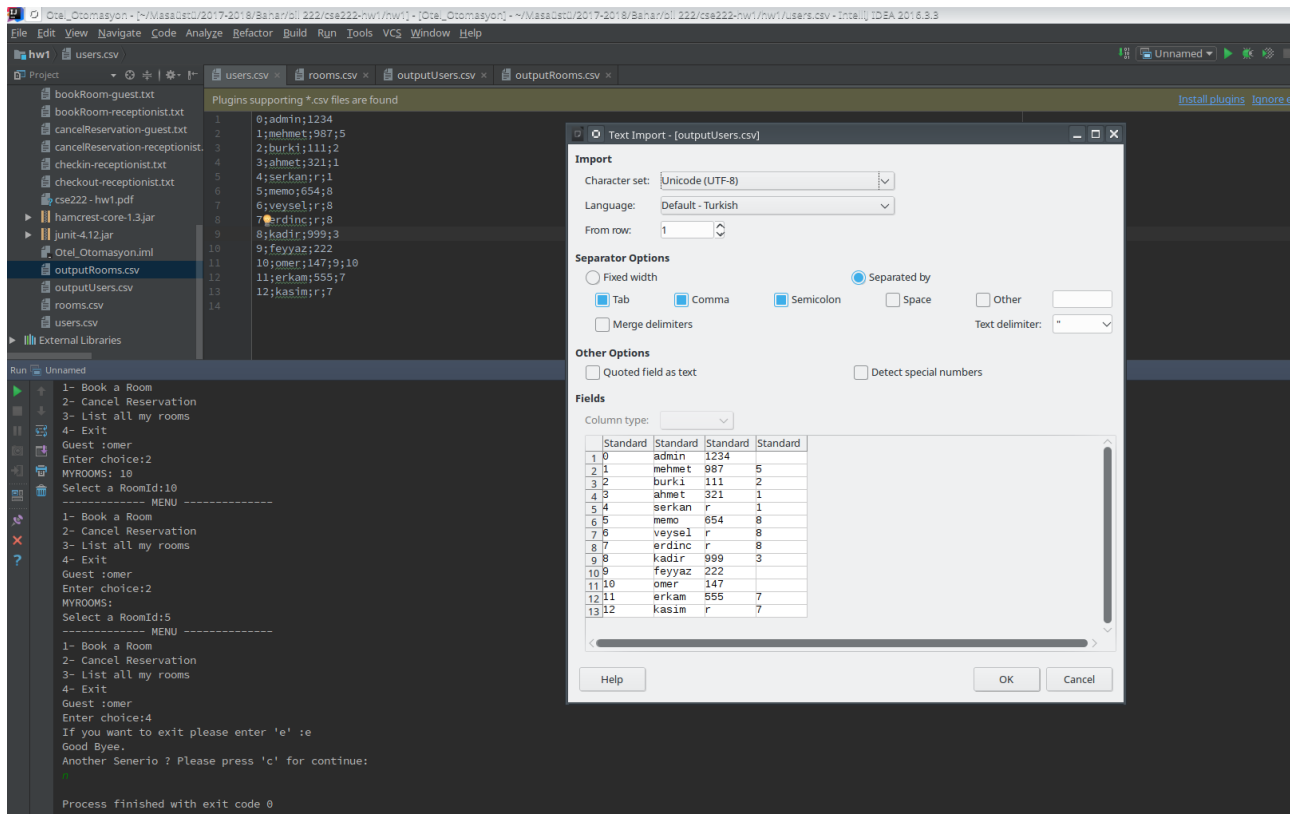 Otel_Otomasyon - [~/Masaüstü/2017-2018/Bahar/bil 222/cse222-hw1/hw1] - [Otel_Otomasyon] - ~/Masaüstü/2017-2018/Bahar/bil 222/cse222-hw1/hw1/users.csv - IntelliJ IDEA 2016.3.3
File Edit View Navigate Code Analyze Refactor Build Run Tools VCS Window Help
hw1 users.csv
Unnamed
Project
users.csv rooms.csv outputUsers.csv outputRooms.csv
bookRoom-guest.txt
bookRoom-receptionist.txt
cancelReservation-guest.txt
cancelReservation-receptionist.
checkin-receptionist.txt
checkout-receptionist.txt
cse222 - hw1.pdf
hamcrest-core-1.3.jar
junit-4.12.jar
Otel_Otomasyon.iml
outputRooms.csv
outputUsers.csv
rooms.csv
users.csv
External Libraries
Plugins supporting *.csv files are found
Install plugins Ignore e
1 0;admin;1234
2 1;mehmet;987;5
3 2;burki;111;2
4 3;ahmet;321;1
5 4;serkan;r;1
6 5;memo;654;8
7 6;veysel;r;8
8 7;erdinc;r;8
9 8;kadir;999;3
10 9;feyyaz;222
11 10;omer;147;9;10
12 11;erkam;555;7
13 12;kasim;r;7
14
Text Import - [outputUsers.csv]
Import
Character set: Unicode (UTF-8)
Language: Default - Turkish
From row: 1
Separator Options
Fixed width Separated by
Tab Comma Semicolon Space Other
Merge delimiters Text delimiter: "
Other Options
Quoted field as text Detect special numbers
Fields
Column type:
Standard Standard Standard Standard
1 0 admin 1234
2 1 mehmet 987 5
3 2 burki 111 2
4 3 ahmet 321 1
5 4 serkan r 1
6 5 memo 654 8
7 6 veysel r 8
8 7 erdinc r 8
9 8 kadir 999 3
10 9 feyyaz 222
11 10 omer 147
12 11 erkam 555 7
13 12 kasim r 7
Help OK Cancel
Run Unnamed
1- Book a Room
2- Cancel Reservation
3- List all my rooms
4- Exit
Guest :omer
Enter choice:2
MYROOMS: 10
Select a RoomId:10
------------- MENU --------------
1- Book a Room
2- Cancel Reservation
3- List all my rooms
4- Exit
Guest :omer
Enter choice:2
MYROOMS:
Select a RoomId:5
------------- MENU --------------
1- Book a Room
2- Cancel Reservation
3- List all my rooms
4- Exit
Guest :omer
Enter choice:4
If you want to exit please enter 'e' :e
Good Byee.
Another Senerio ? Please press 'c' for continue:
n
Process finished with exit code 0